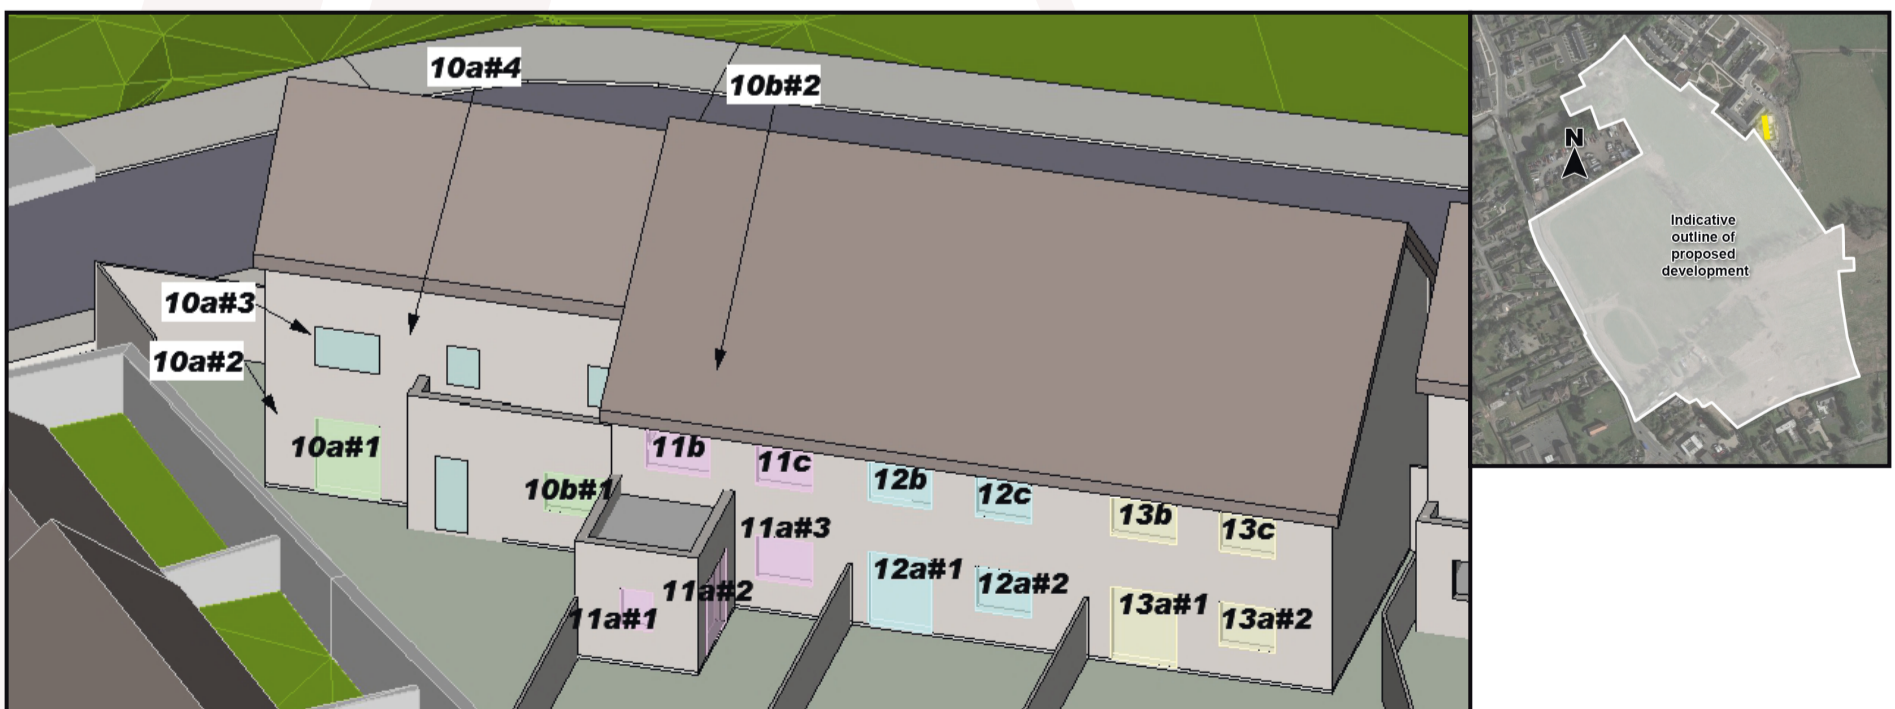 10a#4
10b#2
10a#3
10a#2
10a#1
10b#1
11b
11c
12b
12c
13b
13c
11a#3
11a#2
11a#1
12a#1
12a#2
13a#1
13a#2
N
Indicative
outline of
proposed
development